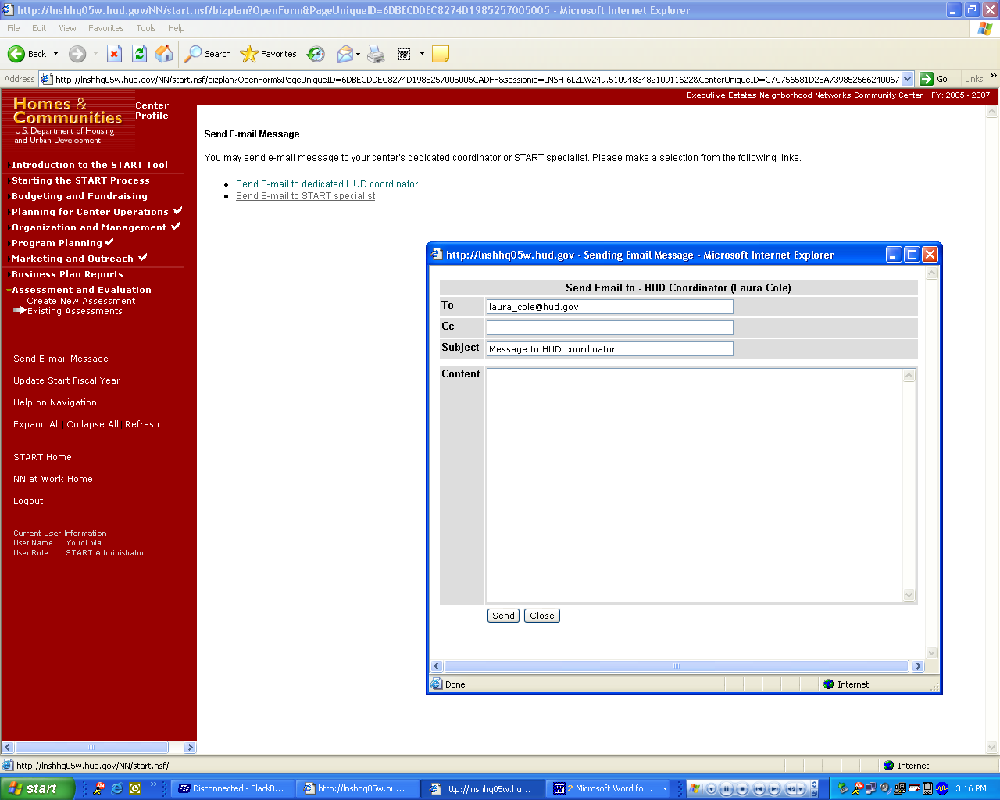 http://lnshhq05w.hud.gov/NN/start.nsf/bizplan?OpenForm&PageUniqueID=6DBECDDEC8274D1985257005005 - Microsoft Internet Explorer
File Edit View Favorites Tools Help
Back Search Favorites
Address http://lnshhq05w.hud.gov/NN/start.nsf/bizplan?OpenForm&PageUniqueID=6DBECDDEC8274D1985257005005CADFF&sessionid=LNSH-6LZLW249.510948348210911622&CenterUniqueID=C7C756581D28A739852566240067 Go Links »
Executive Estates Neighborhood Networks Community Center FY: 2005 - 2007
Homes &
Communities
U.S. Department of Housing
and Urban Development
Center
Profile
Introduction to the START Tool
Starting the START Process
Budgeting and Fundraising
Planning for Center Operations
Organization and Management
Program Planning
Marketing and Outreach
Business Plan Reports
Assessment and Evaluation
Create New Assessment
Existing Assessments
Send E-mail Message
Update Start Fiscal Year
Help on Navigation
Expand All | Collapse All Refresh
START Home
NN at Work Home
Logout
Current User Information
User Name Youqi Ma
User Role START Administrator
Send E-mail Message
You may send e-mail message to your center's dedicated coordinator or START specialist. Please make a selection from the following links.
Send E-mail to dedicated HUD coordinator
Send E-mail to START specialist
http://lnshhq05w.hud.gov - Sending Email Message - Microsoft Internet Explorer
Send Email to - HUD Coordinator (Laura Cole)
To laura_cole@hud.gov
Cc
Subject Message to HUD coordinator
Content
Send Close
Done Internet
http://lnshhq05w.hud.gov/NN/start.nsf/ Internet
start » Disconnected - BlackB... http://lnshhq05w.hu... http://lnshhq05w.hu... 2 Microsoft Word fo... 3:16 PM